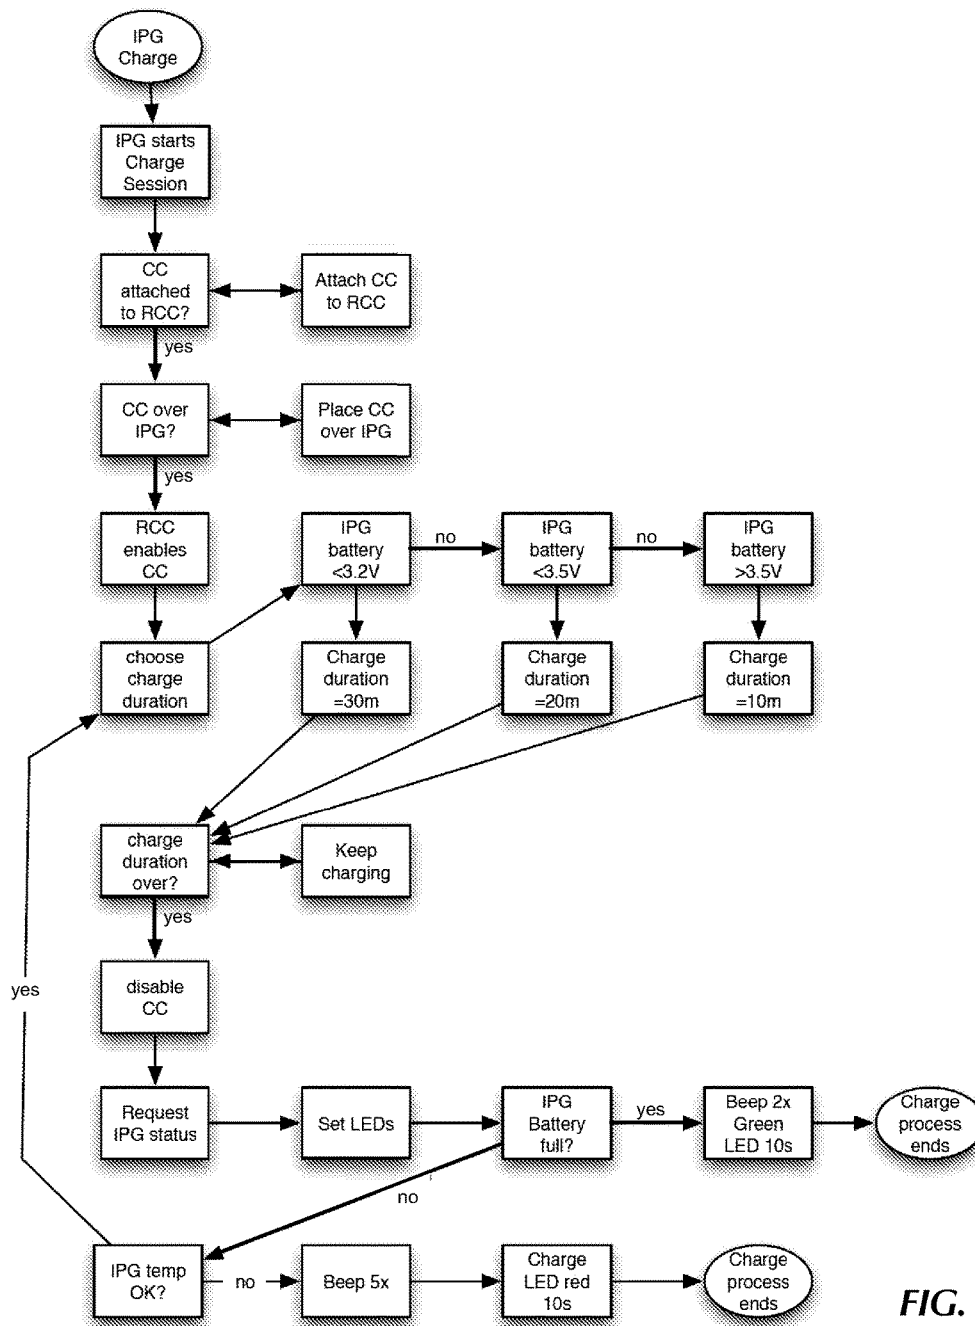 IPG
Charge
IPG starts
Charge
Session
CC
attached
to RCC?
Attach CC
to RCC
yes
CC over
IPG?
Place CC
over IPG
yes
RCC
enables
CC
IPG
battery
<3.2V
no
IPG
battery
<3.5V
no
IPG
battery
>3.5V
choose
charge
duration
Charge
duration
=30m
Charge
duration
=20m
Charge
duration
=10m
charge
duration
over?
Keep
charging
yes
disable
CC
yes
Request
IPG status
Set LEDs
IPG
Battery
full?
yes
Beep 2x
Green
LED 10s
Charge
process
ends
no
IPG temp
OK?
no
Beep 5x
Charge
LED red
10s
Charge
process
ends
FIG.